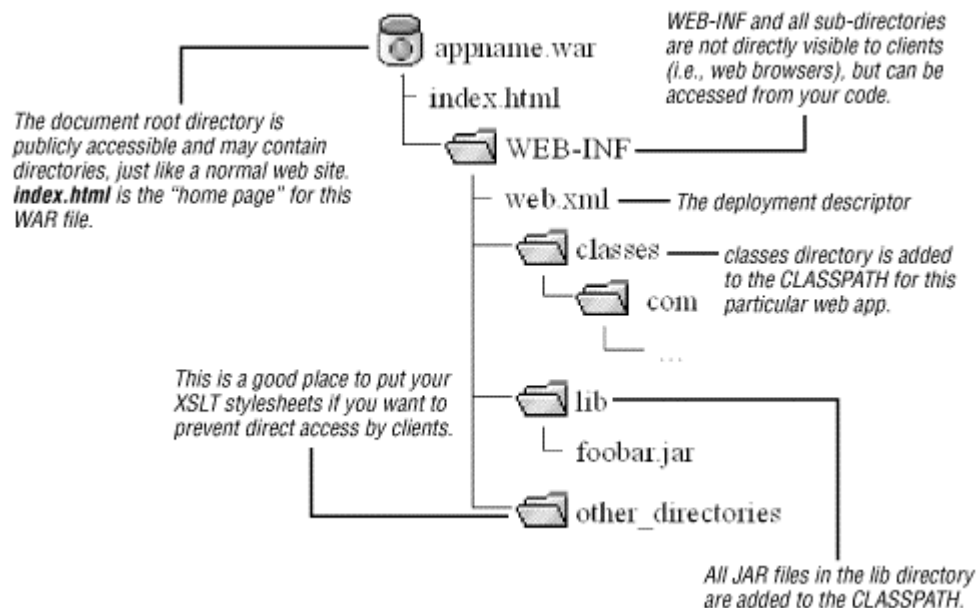 appname.war
index.html
WEB-INF and all sub-directories
are not directly visible to clients
(i.e., web browsers), but can be
accessed from your code.
The document root directory is
publicly accessible and may contain
directories, just like a normal web site.
index.html is the “home page” for this
WAR file.
WEB-INF
web.xml
The deployment descriptor
classes
classes directory is added
to the CLASSPATH for this
particular web app.
com
...
This is a good place to put your
XSLT stylesheets if you want to
prevent direct access by clients.
lib
foobar.jar
other_directories
All JAR files in the lib directory
are added to the CLASSPATH.